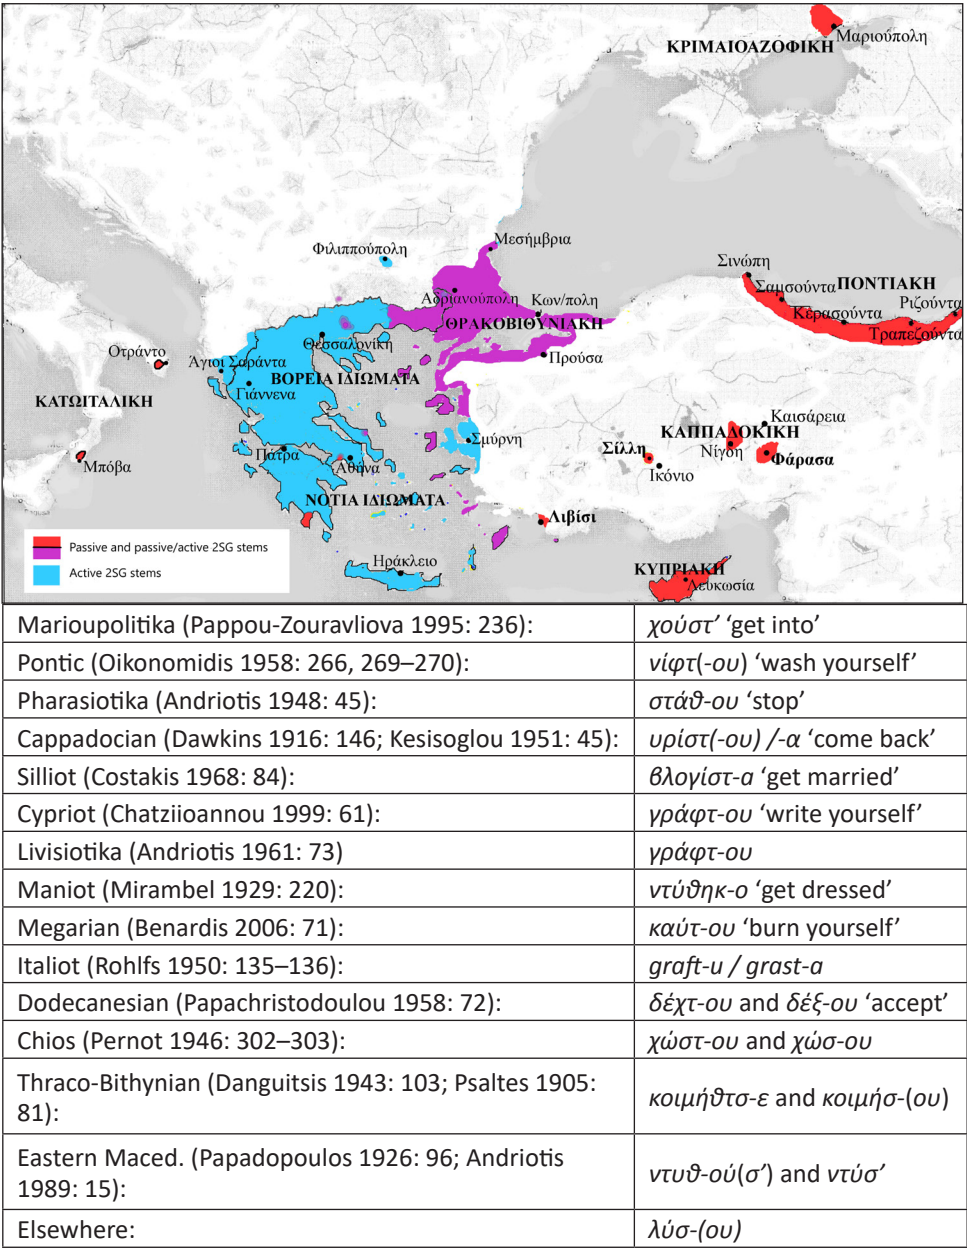 Μαριούπολη
ΚΡΙΜΑΙΟΑΖΟΦΙΚΗ
Μεσήμβρια
Φιλιππούπολη
Σινώπη
Σαμσούντα
ΠΟΝΤΙΑΚΗ
Αδριανούπολη
Κων/πολη
Ριζούντα
Κερασούντα
ΘΡΑΚΟΒΙΘΥΝΙΑΚΗ
Τραπεζούντα
Θεσσαλονίκη
Οτράντο
Προύσα
Άγιοι Σαράντα
ΒΟΡΕΙΑ ΙΔΙΩΜΑΤΑ
Γιάννενα
ΚΑΤΩΙΤΑΛΙΚΗ
Καισάρεια
ΚΑΠΠΑΔΟΚΙΚΗ
Σμύρνη
Σίλλη
Νίγδη
Φάρασα
Πάτρα
Μπόβα
Αθήνα
Ικόνιο
ΝΟΤΙΑ ΙΔΙΩΜΑΤΑ
Λιβίσι
Passive and passive/active 2SG stems
Active 2SG stems
Ηράκλειο
ΚΥΠΡΙΑΚΗ
Λευκωσία
Marioupolitika (Pappou-Zouravliova 1995: 236): χούστ’ ‘get into’
Pontic (Oikonomidis 1958: 266, 269–270): νίφτ(-ου) ‘wash yourself’
Pharasiotika (Andriotis 1948: 45): στάθ-ου ‘stop’
Cappadocian (Dawkins 1916: 146; Kesisoglou 1951: 45): υρίστ(-ου) /-α ‘come back’
Silliot (Costakis 1968: 84): βλογίστ-α ‘get married’
Cypriot (Chatziioannou 1999: 61): γράφτ-ου ‘write yourself’
Livisiotika (Andriotis 1961: 73) γράφτ-ου
Maniot (Mirambel 1929: 220): ντύθηκ-ο ‘get dressed’
Megarian (Benardis 2006: 71): καύτ-ου ‘burn yourself’
Italiot (Rohlfs 1950: 135–136): graft-u / grast-a
Dodecanesian (Papachristodoulou 1958: 72): δέχτ-ου and δέξ-ου ‘accept’
Chios (Pernot 1946: 302–303): χώστ-ου and χώσ-ου
Thraco-Bithynian (Danguitsis 1943: 103; Psaltes 1905:
81): κοιμήθτσ-ε and κοιμήσ-(ου)
Eastern Maced. (Papadopoulos 1926: 96; Andriotis
1989: 15): ντυθ-ού(σ’) and ντύσ’
Elsewhere: λύσ-(ου)